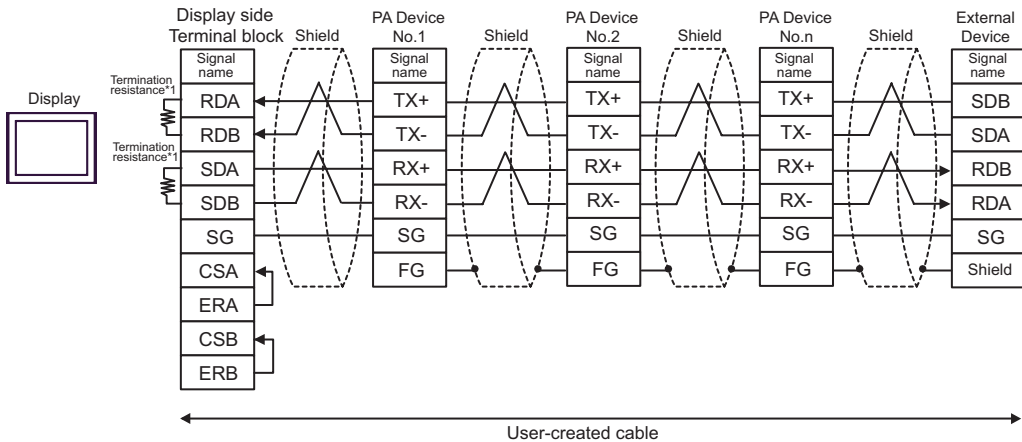 Display side
Terminal block
Shield
PA Device
No.1
Shield
PA Device
No.2
Shield
PA Device
No.n
Shield
External
Device
Signal
name
Signal
name
Signal
name
Signal
name
Signal
name
Display
Termination
resistance*1
Termination
resistance*1
RDA
TX+
TX+
TX+
SDB
RDB
TX-
TX-
TX-
SDA
SDA
RX+
RX+
RX+
RDB
SDB
RX-
RX-
RX-
RDA
SG
SG
SG
SG
SG
CSA
FG
FG
FG
Shield
ERA
CSB
ERB
User-created cable